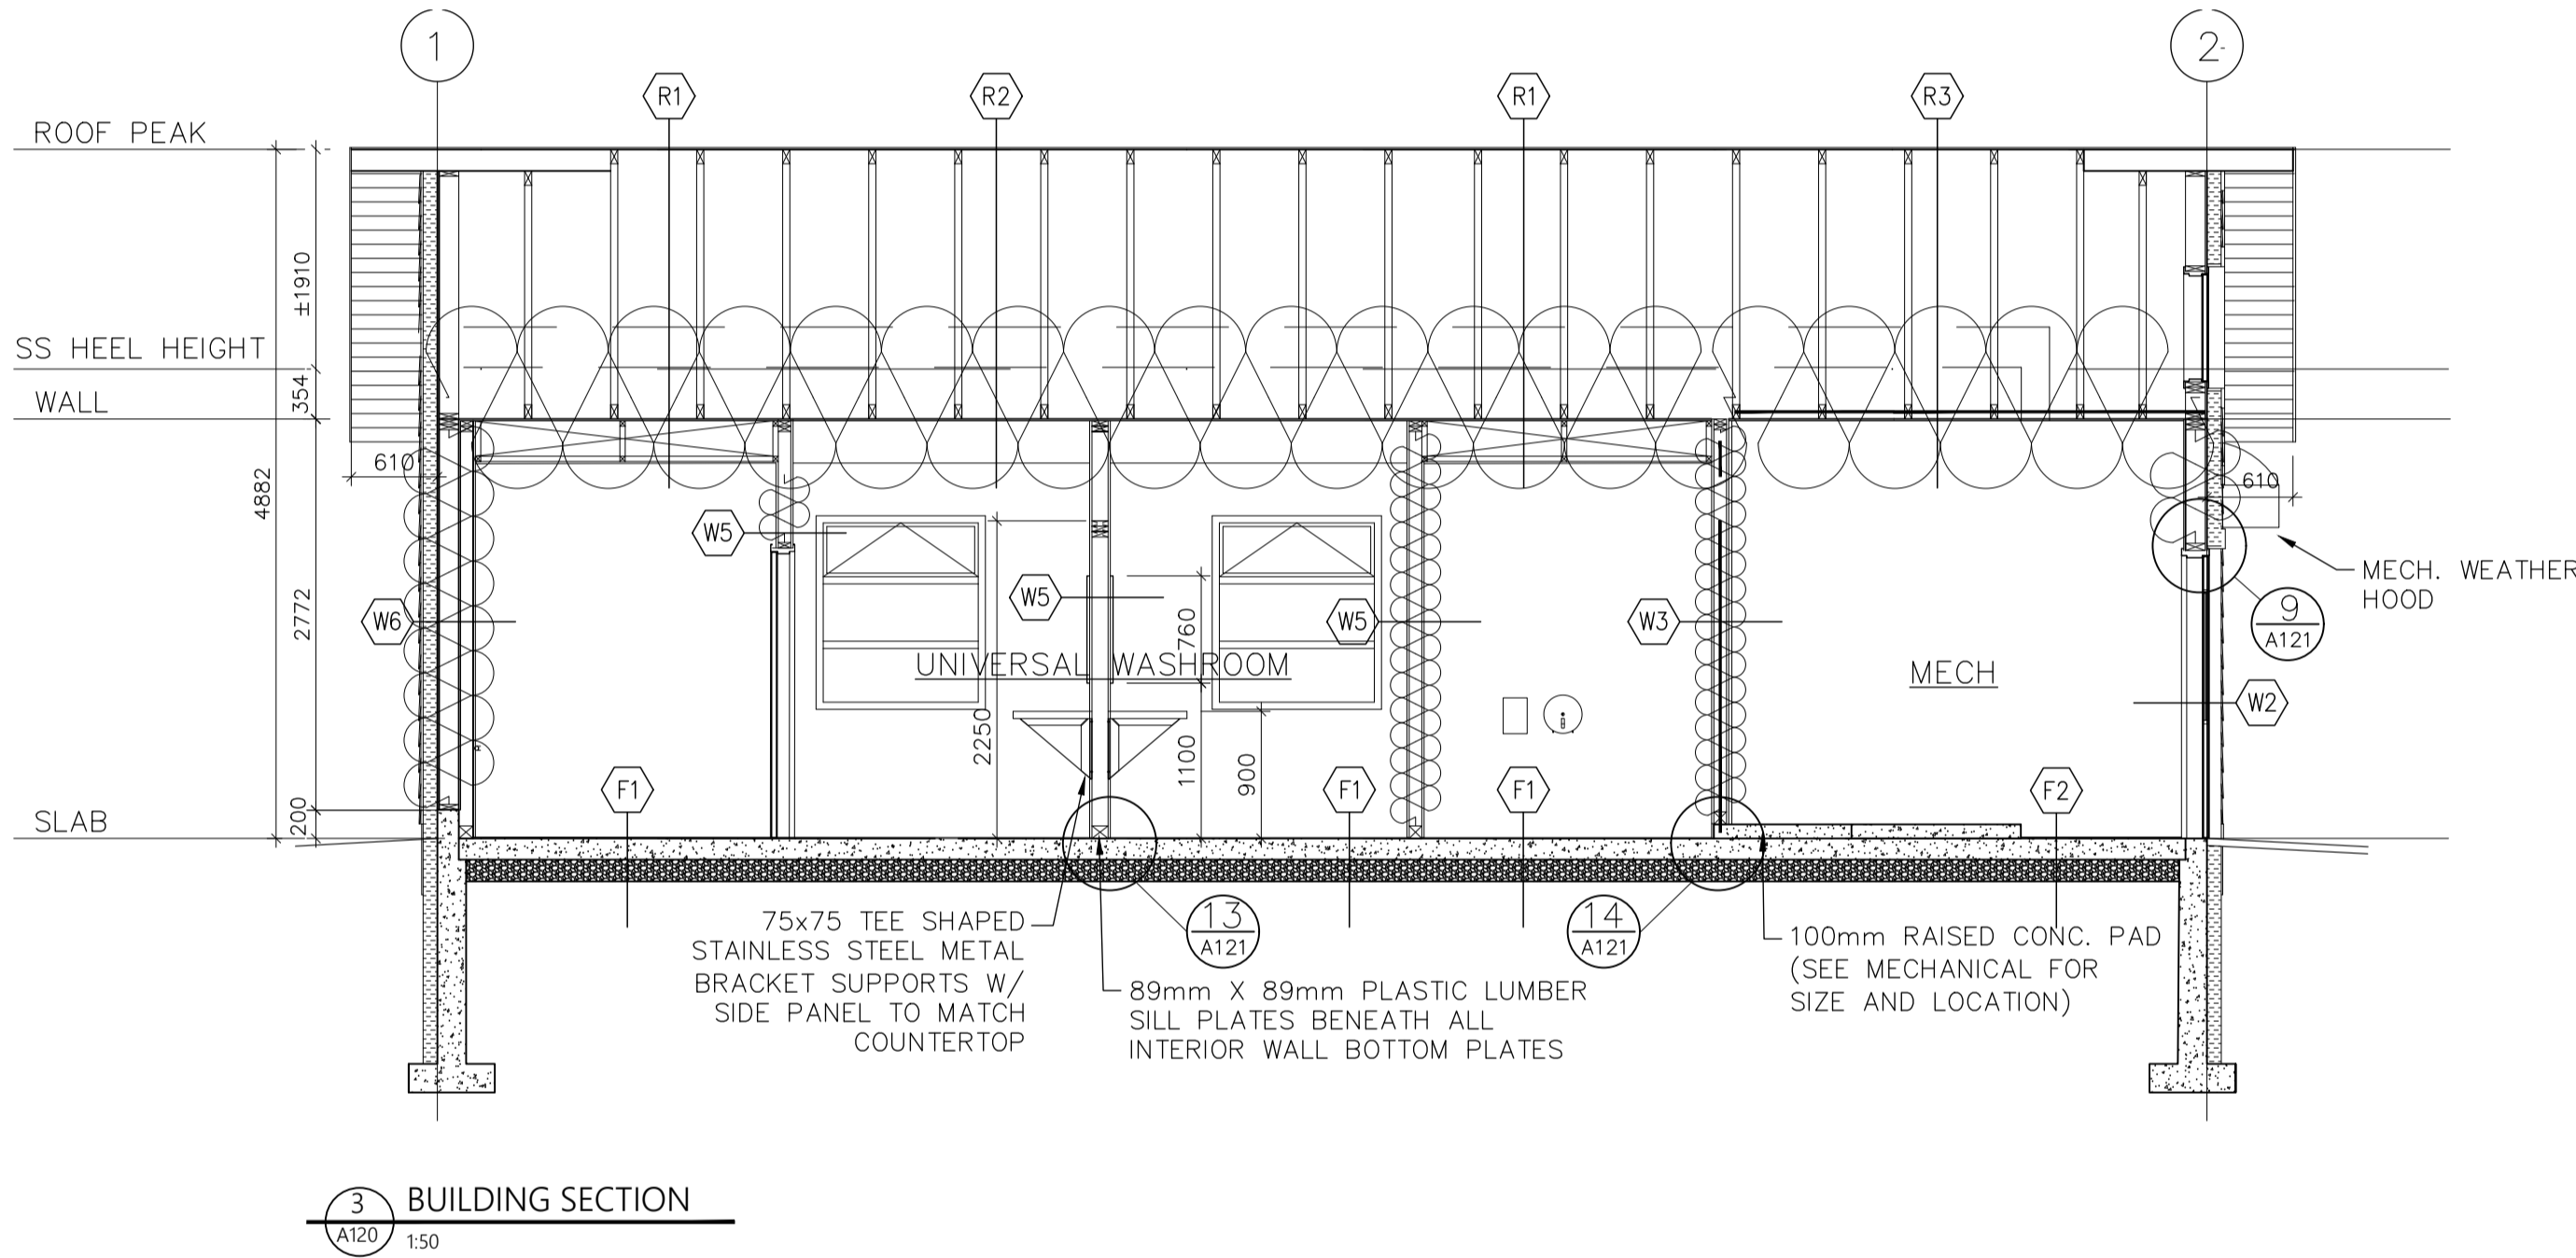 1
2
R1
R2
R1
R3
ROOF PEAK
±1910
SS HEEL HEIGHT
354
WALL
610
610
4882
W5
MECH. WEATHER
HOOD
W5
2772
W6
760
W5
W3
9
A121
UNIVERSAL WASHROOM
MECH
W2
2250
1100
900
F1
F1
F1
F2
SLAB
200
75x75 TEE SHAPED
STAINLESS STEEL METAL
BRACKET SUPPORTS W/
SIDE PANEL TO MATCH
COUNTERTOP
13
A121
89mm X 89mm PLASTIC LUMBER
SILL PLATES BENEATH ALL
INTERIOR WALL BOTTOM PLATES
14
A121
100mm RAISED CONC. PAD
(SEE MECHANICAL FOR
SIZE AND LOCATION)
3
A120
BUILDING SECTION
1:50